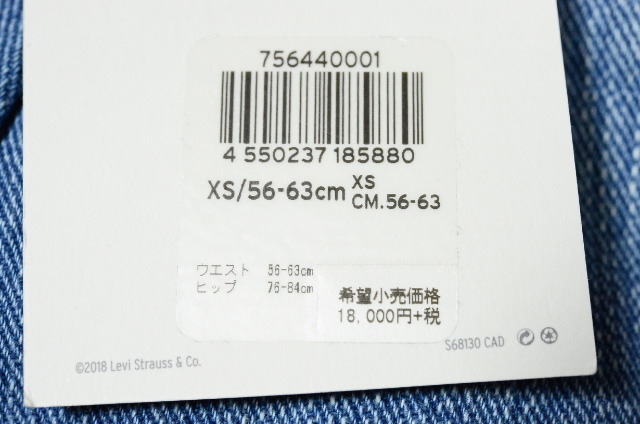 756440001
4 550237 185880
XS/56-63cm
XS
CM.56-63
ウエスト 56-63cm
ヒップ 76-84cm
希望小売価格
18,000円+税
S68130 CAD
©2018 Levi Strauss & Co.